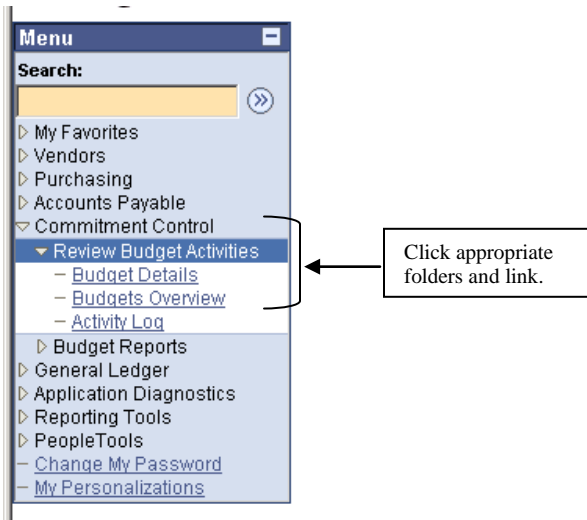 Menu
Search:
My Favorites
Vendors
Purchasing
Accounts Payable
Commitment Control
Review Budget Activities
Budget Details
Budgets Overview
Activity Log
Budget Reports
General Ledger
Application Diagnostics
Reporting Tools
PeopleTools
Change My Password
My Personalizations
Click appropriate
folders and link.